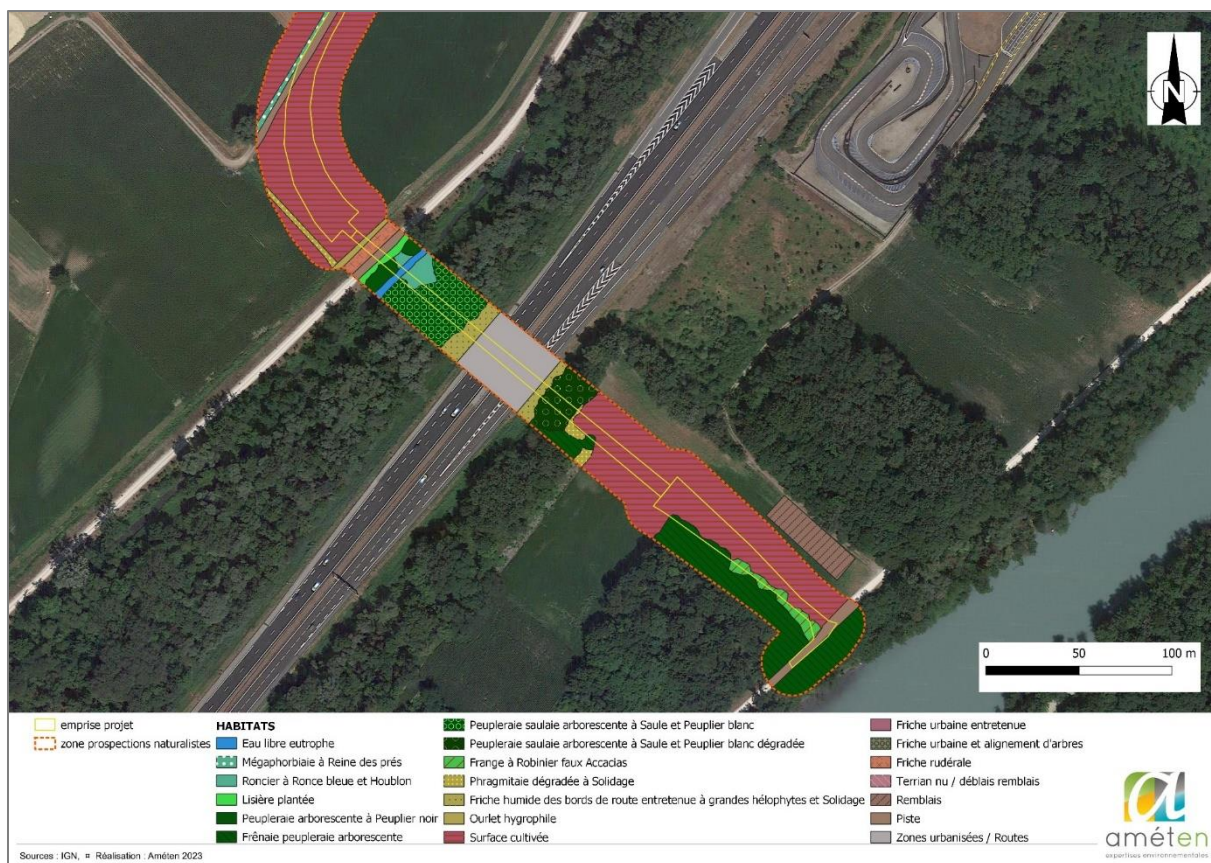 N
0 50 100 m
emprise projet
zone prospections naturalistes
HABITATS
Eau libre eutrophe
Mégaphorbiaie à Reine des prés
Roncier à Ronce bleue et Houblon
Lisière plantée
Peupleraie arborescente à Peuplier noir
Frênaie peupleraie arborescente
Peupleraie saulaie arborescente à Saule et Peuplier blanc
Peupleraie saulaie arborescente à Saule et Peuplier blanc dégradée
Frange à Robinier faux Accacias
Phragmitaie dégradée à Solidage
Friche humide des bords de route entretenue à grandes hélophytes et Solidage
Ourlet hygrophile
Surface cultivée
Friche urbaine entretenue
Friche urbaine et alignement d'arbres
Friche rudérale
Terrian nu / déblais remblais
Remblais
Piste
Zones urbanisées / Routes
améten
expertises environnementales
Sources : IGN, ¤ Réalisation : Améten 2023